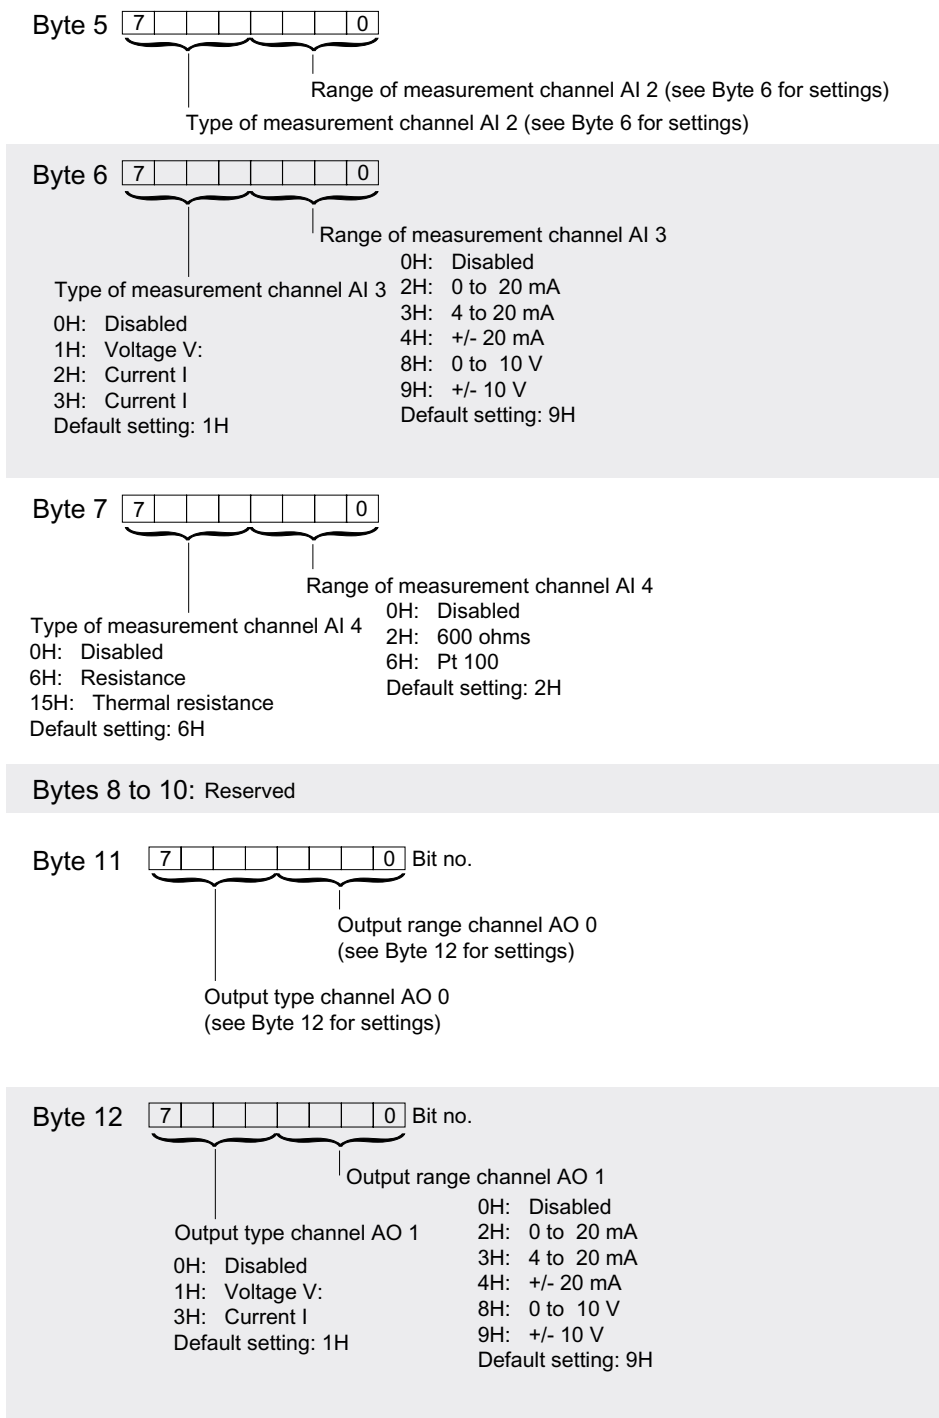 Byte 5 7 0
Range of measurement channel AI 2 (see Byte 6 for settings)
Type of measurement channel AI 2 (see Byte 6 for settings)
Byte 6 7 0
Range of measurement channel AI 3
0H: Disabled
2H: 0 to 20 mA
3H: 4 to 20 mA
4H: +/- 20 mA
8H: 0 to 10 V
9H: +/- 10 V
Default setting: 9H
Type of measurement channel AI 3
0H: Disabled
1H: Voltage V:
2H: Current I
3H: Current I
Default setting: 1H
Byte 7 7 0
Range of measurement channel AI 4
0H: Disabled
2H: 600 ohms
6H: Pt 100
Default setting: 2H
Type of measurement channel AI 4
0H: Disabled
6H: Resistance
15H: Thermal resistance
Default setting: 6H
Bytes 8 to 10: Reserved
Byte 11 7 0 Bit no.
Output range channel AO 0
(see Byte 12 for settings)
Output type channel AO 0
(see Byte 12 for settings)
Byte 12 7 0 Bit no.
Output range channel AO 1
0H: Disabled
2H: 0 to 20 mA
3H: 4 to 20 mA
4H: +/- 20 mA
8H: 0 to 10 V
9H: +/- 10 V
Default setting: 9H
Output type channel AO 1
0H: Disabled
1H: Voltage V:
3H: Current I
Default setting: 1H